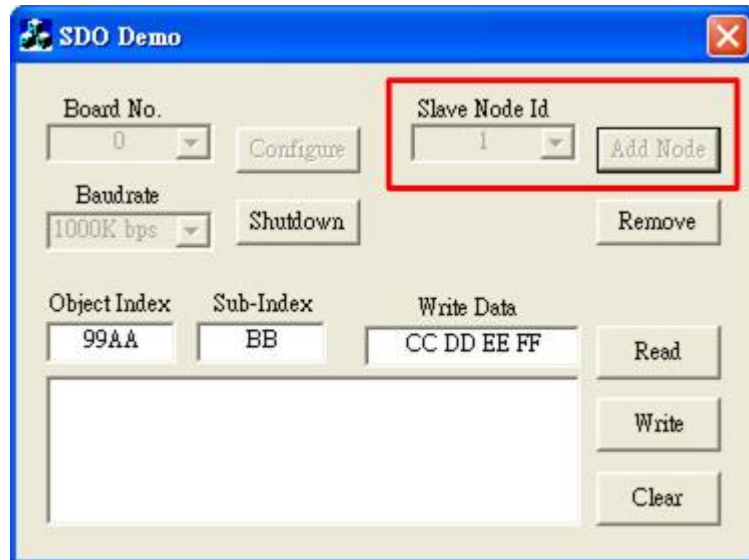 SDO Demo
Board No.
Slave Node Id
0
Configure
1
Add Node
Baudrate
1000K bps
Shutdown
Remove
Object Index
Sub-Index
Write Data
99AA
BB
CC DD EE FF
Read
Write
Clear